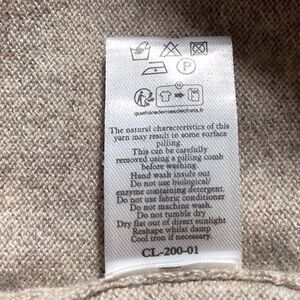 P
quefairedemesdechets.fr
The natural characteristics of this
yarn may result in some surface
pilling.
This can be carefully
removed using a pilling comb
before washing.
Hand wash inside out
Do not use biological/
enzyme containing detergent.
Do not use fabric conditioner
Do not machine wash.
Do not tumble dry
Dry flat out of direct sunlight
Reshape whilst damp
Cool iron if necessary.
CL-200-01